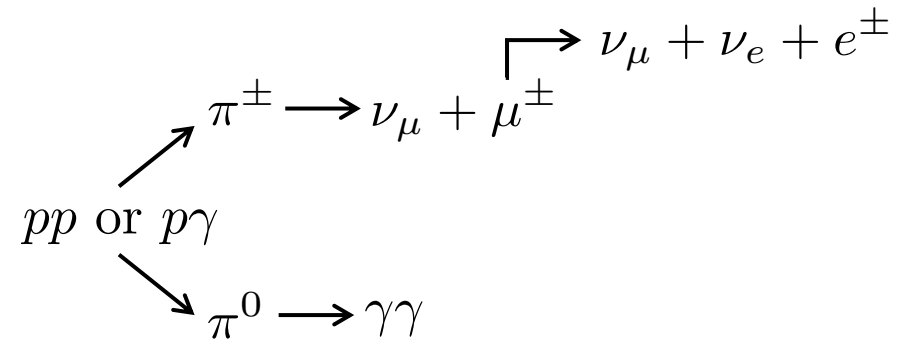 ν_μ + ν_e + e^±
π^± ⟶ ν_μ + μ^±
pp or pγ
π^0 ⟶ γγ